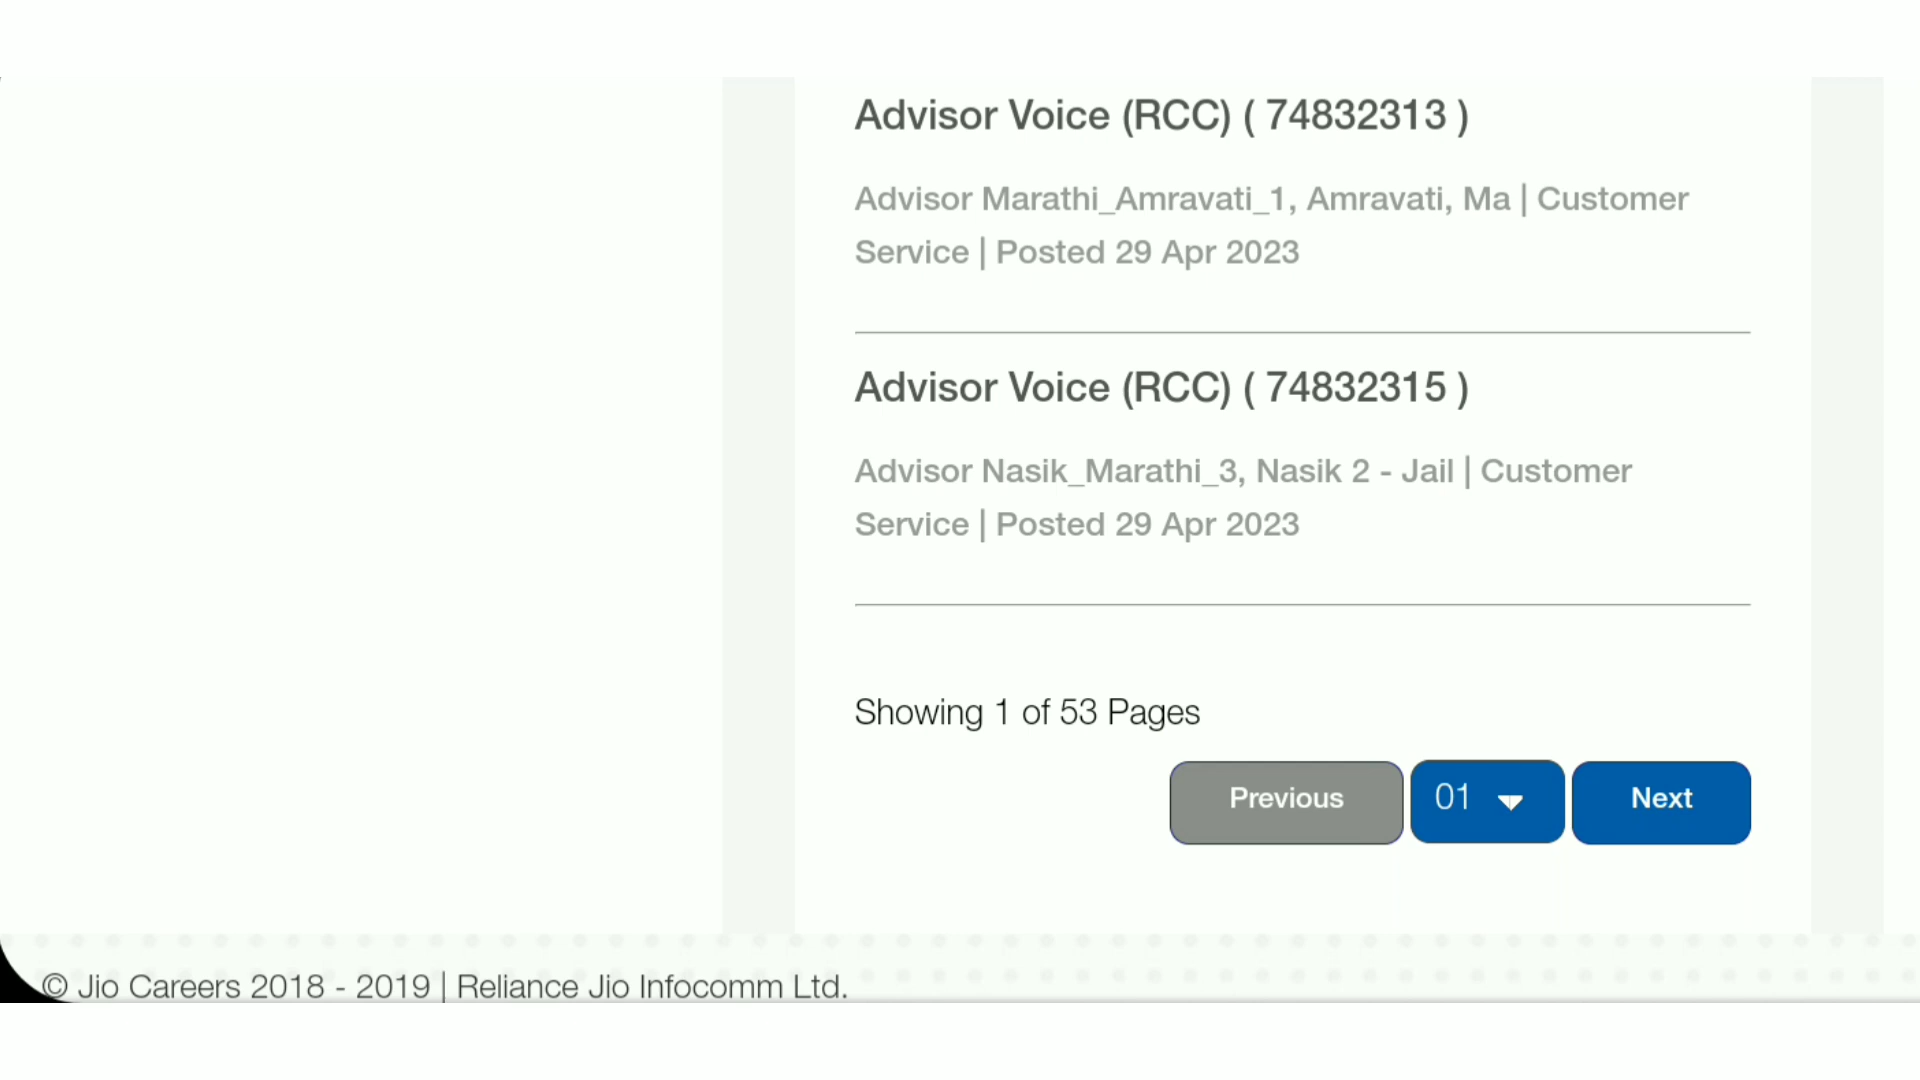 Advisor Voice (RCC) ( 74832313 )
Advisor Marathi_Amravati_1, Amravati, Ma | Customer
Service | Posted 29 Apr 2023
Advisor Voice (RCC) ( 74832315 )
Advisor Nasik_Marathi_3, Nasik 2 - Jail | Customer
Service | Posted 29 Apr 2023
Showing 1 of 53 Pages
Previous 01 Next
© Jio Careers 2018 - 2019 | Reliance Jio Infocomm Ltd.